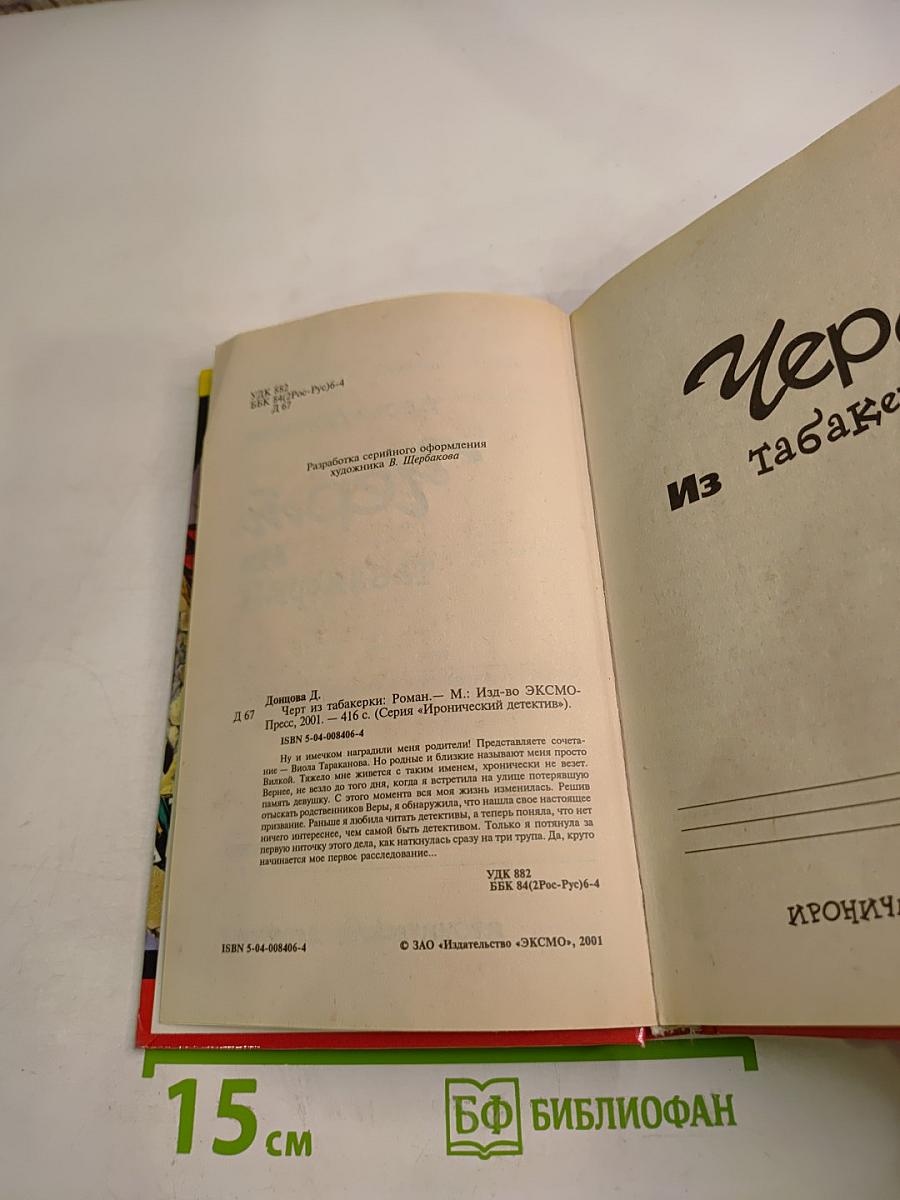 УДК 882
ББК 84(2Рос-Рус)6-4
Д 67
Разработка серийного оформления
художника В. Щербакова
Донцова Д.
Д 67
Черт из табакерки: Роман.— М.: Изд-во ЭКСМО-
Пресс, 2001. — 416 с. (Серия «Иронический детектив»).
ISBN 5-04-008406-4
Ну и имечком наградили меня родители! Представляете сочета-
ние — Виола Тараканова. Но родные и близкие называют меня просто
Вилкой. Тяжело мне живется с таким именем, хронически не везет.
Вернее, не везло до того дня, когда я встретила на улице потерявшую
память девушку. С этого момента вся моя жизнь изменилась. Решив
отыскать родственников Веры, я обнаружила, что нашла свое настоящее
призвание. Раньше я любила читать детективы, а теперь поняла, что нет
ничего интереснее, чем самой быть детективом. Только я потянула за
первую ниточку этого дела, как наткнулась сразу на три трупа. Да, круто
начинается мое первое расследование...
УДК 882
ББК 84(2Рос-Рус)6-4
ISBN 5-04-008406-4
© ЗАО «Издательство «ЭКСМО», 2001
Чер
Из табаке
ИРОНИЧ
15 см
БФ БИБЛИОФАН